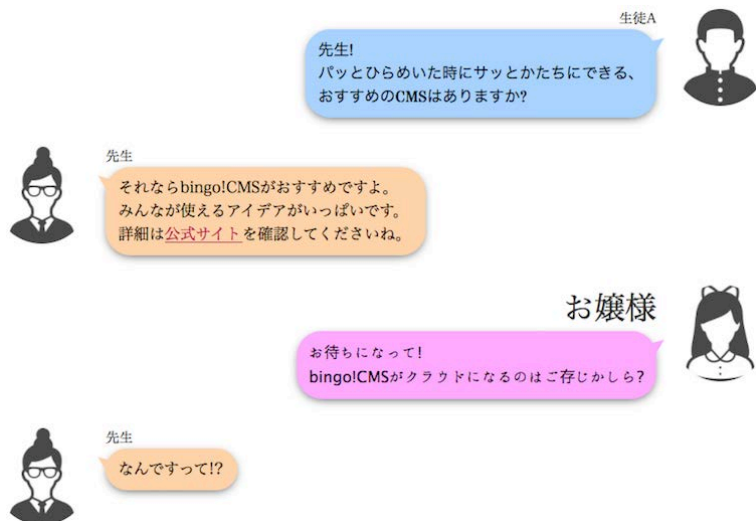 生徒A
先生!
パッとひらめいた時にサッとかたちにできる、
おすすめのCMSはありますか?
先生
それならbingo!CMSがおすすめですよ。
みんなが使えるアイデアがいっぱいです。
詳細は公式サイトを確認してくださいね。
お嬢様
お待ちになって!
bingo!CMSがクラウドになるのはご存じかしら?
先生
なんですって!?